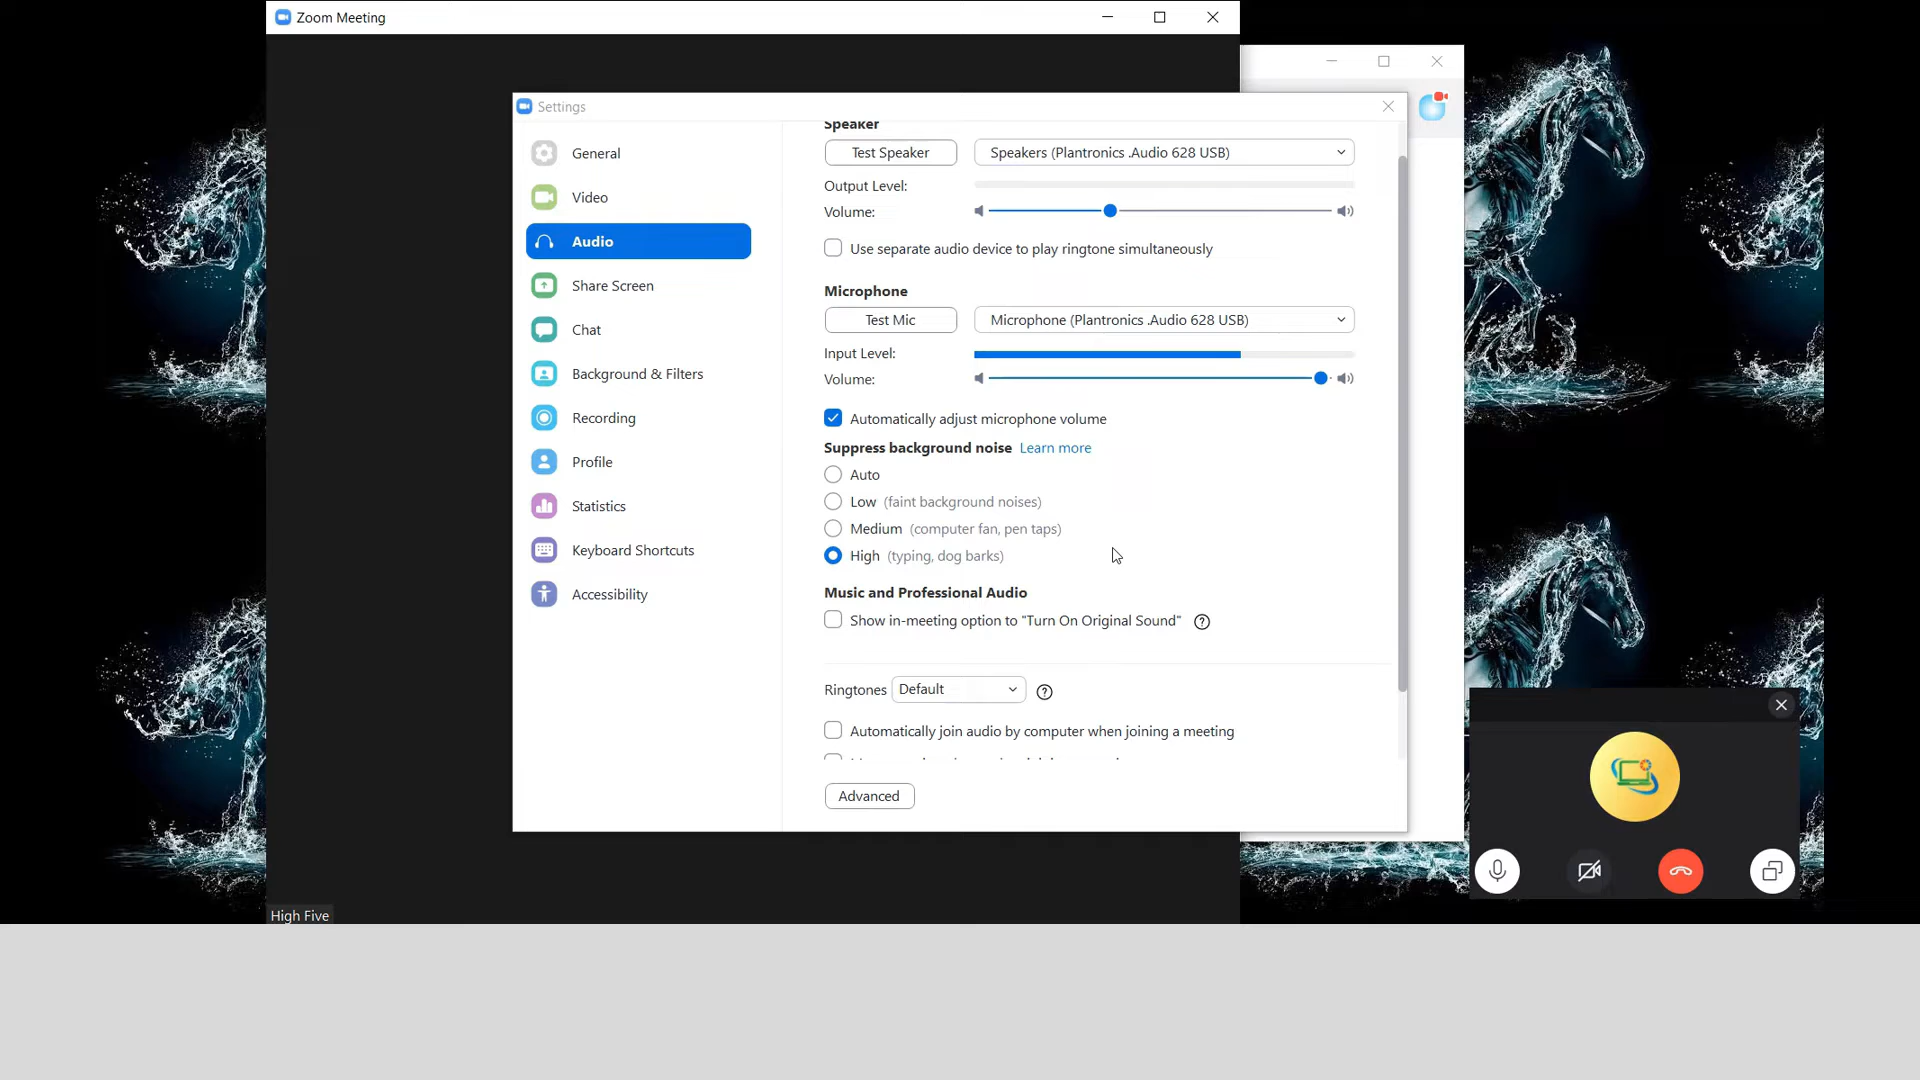 Zoom Meeting
Settings
General
Video
Audio
Share Screen
Chat
Background & Filters
Recording
Profile
Statistics
Keyboard Shortcuts
Accessibility
Speaker
Test Speaker
Speakers (Plantronics .Audio 628 USB)
Output Level:
Volume:
Use separate audio device to play ringtone simultaneously
Microphone
Test Mic
Microphone (Plantronics .Audio 628 USB)
Input Level:
Volume:
Automatically adjust microphone volume
Suppress background noise Learn more
Auto
Low (faint background noises)
Medium (computer fan, pen taps)
High (typing, dog barks)
Music and Professional Audio
Show in-meeting option to "Turn On Original Sound" ?
Ringtones Default ?
Automatically join audio by computer when joining a meeting
Advanced
High Five